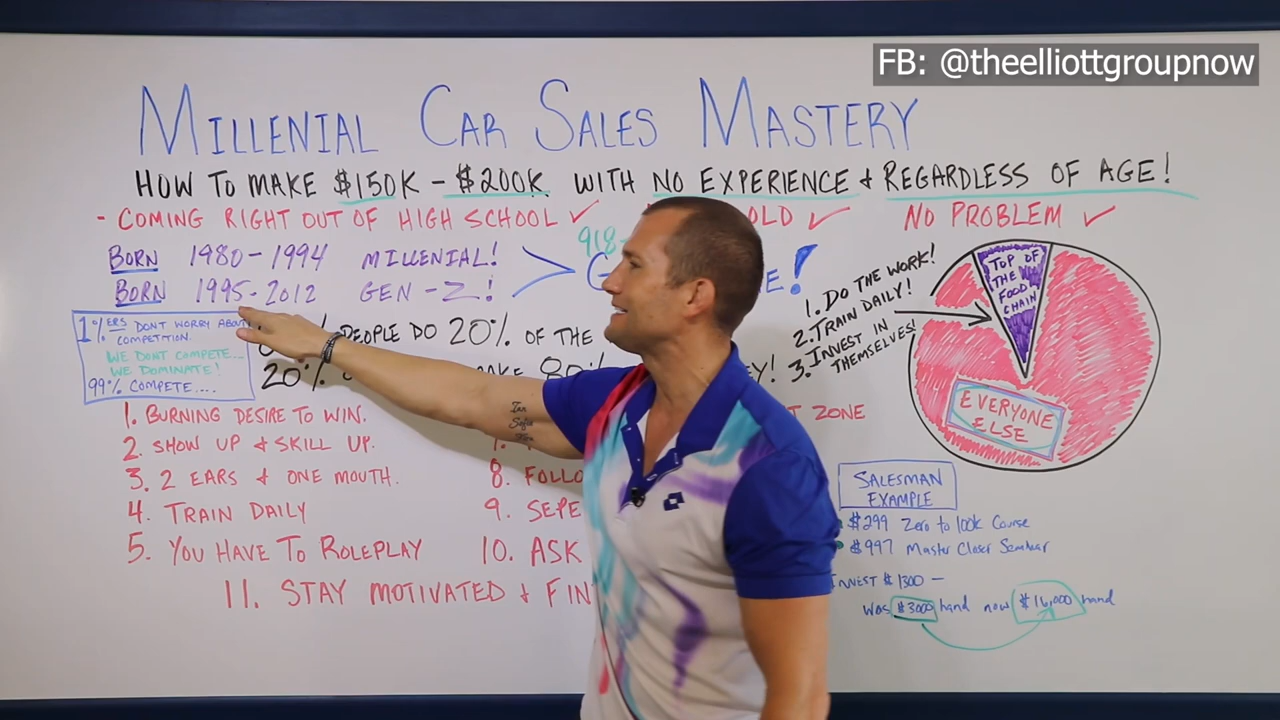 FB: @theelliottgroupnow
MILLENIAL CAR SALES MASTERY
HOW TO MAKE $150K - $200K WITH NO EXPERIENCE & REGARDLESS OF AGE!
- COMING RIGHT OUT OF HIGH SCHOOL ✓ OLD ✓ NO PROBLEM ✓
918-
BORN 1980-1994 MILLENIAL!
BORN 1995-2012 GEN-Z!
1%ERS DONT WORRY ABOUT
COMPETITION.
WE DONT COMPETE...
WE DOMINATE!
99% COMPETE....
PEOPLE DO 20% OF THE
20%
1. BURNING DESIRE TO WIN.
2. SHOW UP & SKILL UP.
3. 2 EARS & ONE MOUTH.
4. TRAIN DAILY
5. YOU HAVE TO ROLEPLAY
8. FOLLO
9. SEPE
10. ASK
11. STAY MOTIVATED & FIN
ZONE
1. DO THE WORK!
2. TRAIN DAILY!
3. INVEST IN
THEMSELVES!
TOP OF
THE
FOOD
CHAIN
EVERYONE
ELSE
SALESMAN
EXAMPLE
$299 Zero to 100k Course
$997 Master Closer Seminar
INVEST $1300 -
WAS $3000 hand now $16,000 hand